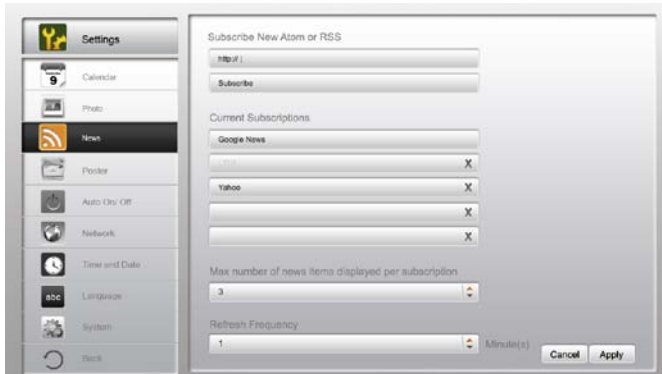 Settings
9
Calendar
Photo
News
Poster
Auto On/ Off
Network
Time and Date
abc
Language
System
Back
Subscribe New Atom or RSS
http:// |
Subscribe
Current Subscriptions
Google News
X
Yahoo X
X
X
Max number of news items displayed per subscription
3
Refresh Frequency
1 Minute(s)
Cancel Apply